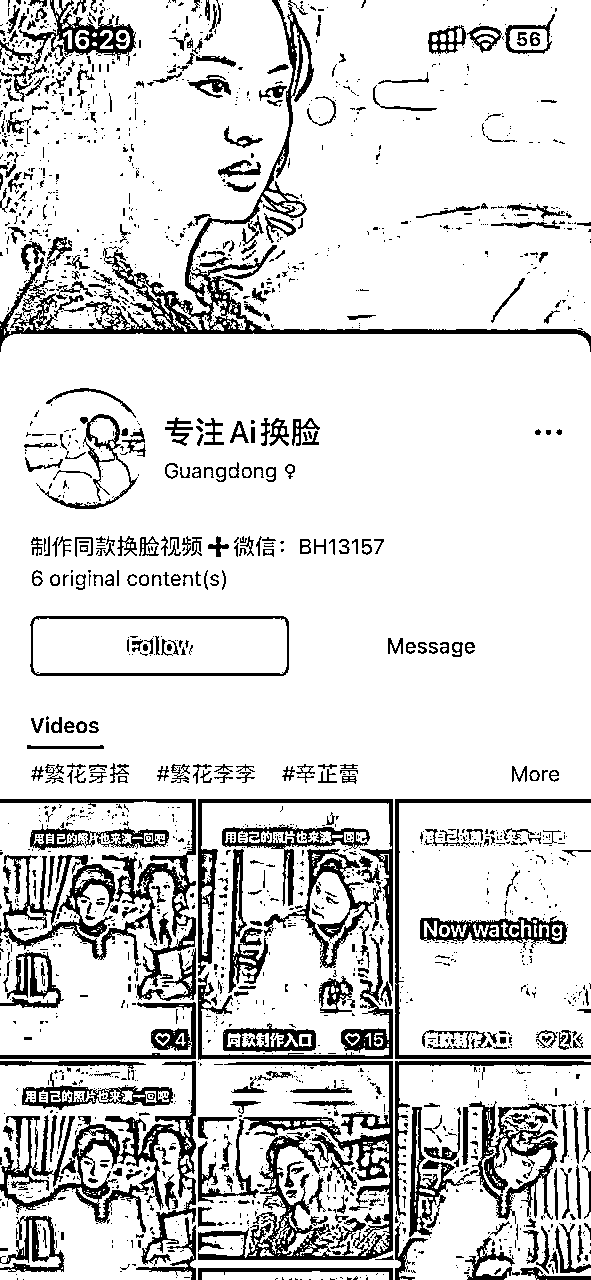 16:29
56
专注Ai换脸
Guangdong ♀
制作同款换脸视频➕微信：BH13157
6 original content(s)
Follow
Message
Videos
#繁花穿搭 #繁花李李 #辛芷蕾 More
用自己的照片也来演一回吧
用自己的照片也来演一回吧
用自己的照片也来演一回吧
Now watching
♡4
同款制作入口 ♡15
同款制作入口 ♡2K
用自己的照片也来演一回吧